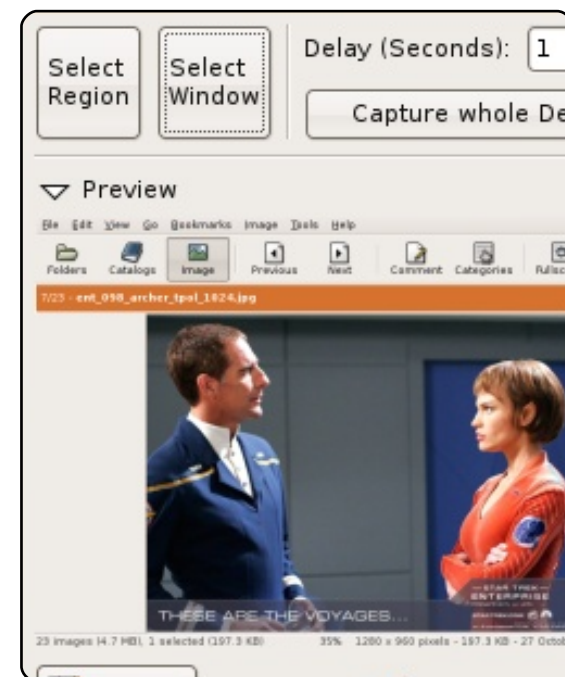 Select Region
Select Window
Delay (Seconds): 1
Capture whole De
Preview
File Edit View Go Bookmarks Image Tools Help
Folders Catalogs Image Previous Next Comment Categories Fullsc
7/23 - ent_098_archer_tpol_1024.jpg
STAR TREK
ENTERPRISE
THESE ARE THE VOYAGES...
23 images (4.7 MB), 1 selected (197.3 KB) 35% 1280 x 960 pixels - 197.3 KB - 27 Octob